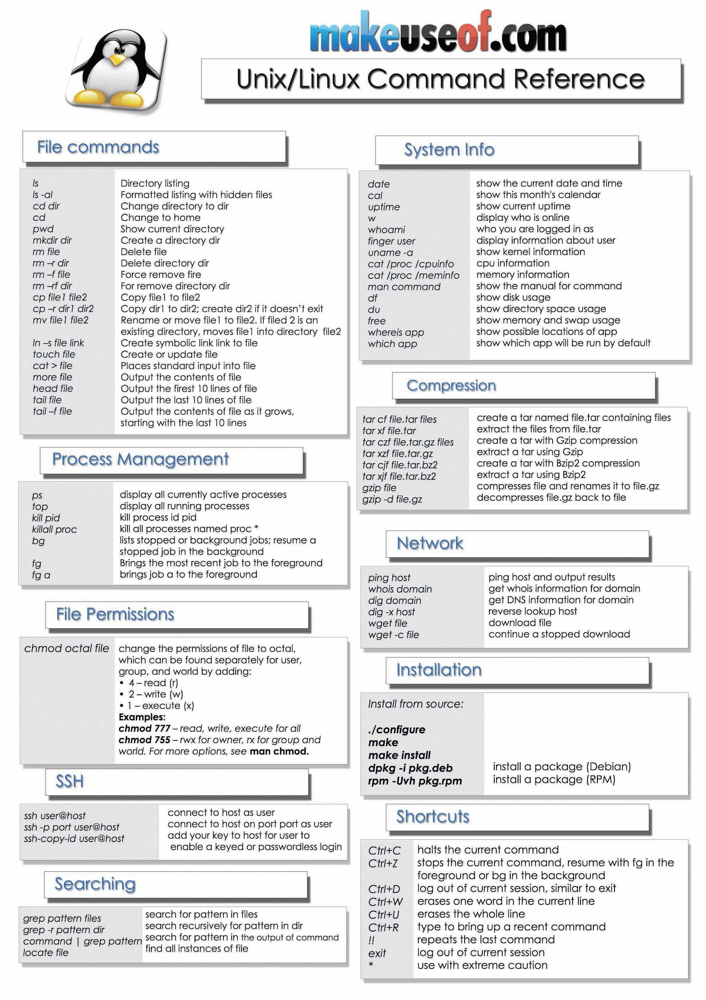 makeuseof.com
Unix/Linux Command Reference
File commands
ls Directory listing
ls -al Formatted listing with hidden files
cd dir Change directory to dir
cd Change to home
pwd Show current directory
mkdir dir Create a directory dir
rm file Delete file
rm –r dir Delete directory dir
rm –f file Force remove fire
rm –rf dir For remove directory dir
cp file1 file2 Copy file1 to file2
cp –r dir1 dir2 Copy dir1 to dir2; create dir2 if it doesn't exit
mv file1 file2 Rename or move file1 to file2. If filed 2 is an
existing directory, moves file1 into directory file2
ln –s file link Create symbolic link link to file
touch file Create or update file
cat > file Places standard input into file
more file Output the contents of file
head file Output the firest 10 lines of file
tail file Output the last 10 lines of file
tail –f file Output the contents of file as it grows,
starting with the last 10 lines
Process Management
ps display all currently active processes
top display all running processes
kill pid kill process id pid
killall proc kill all processes named proc *
bg lists stopped or background jobs; resume a
stopped job in the background
fg Brings the most recent job to the foreground
fg a brings job a to the foreground
File Permissions
chmod octal file change the permissions of file to octal,
which can be found separately for user,
group, and world by adding:
• 4 – read (r)
• 2 – write (w)
• 1 – execute (x)
Examples:
chmod 777 – read, write, execute for all
chmod 755 – rwx for owner, rx for group and
world. For more options, see man chmod.
SSH
ssh user@host connect to host as user
ssh -p port user@host connect to host on port port as user
ssh-copy-id user@host add your key to host for user to
enable a keyed or passwordless login
Searching
grep pattern files search for pattern in files
grep -r pattern dir search recursively for pattern in dir
command | grep pattern search for pattern in the output of command
locate file find all instances of file
System Info
date show the current date and time
cal show this month's calendar
uptime show current uptime
w display who is online
whoami who you are logged in as
finger user display information about user
uname -a show kernel information
cat /proc /cpuinfo cpu information
cat /proc /meminfo memory information
man command show the manual for command
df show disk usage
du show directory space usage
free show memory and swap usage
whereis app show possible locations of app
which app show which app will be run by default
Compression
tar cf file.tar files create a tar named file.tar containing files
tar xf file.tar extract the files from file.tar
tar czf file.tar.gz files create a tar with Gzip compression
tar xzf file.tar.gz extract a tar using Gzip
tar cjf file.tar.bz2 create a tar with Bzip2 compression
tar xjf file.tar.bz2 extract a tar using Bzip2
gzip file compresses file and renames it to file.gz
gzip -d file.gz decompresses file.gz back to file
Network
ping host ping host and output results
whois domain get whois information for domain
dig domain get DNS information for domain
dig -x host reverse lookup host
wget file download file
wget -c file continue a stopped download
Installation
Install from source:
./configure
make
make install
dpkg -i pkg.deb install a package (Debian)
rpm -Uvh pkg.rpm install a package (RPM)
Shortcuts
Ctrl+C halts the current command
Ctrl+Z stops the current command, resume with fg in the
foreground or bg in the background
Ctrl+D log out of current session, similar to exit
Ctrl+W erases one word in the current line
Ctrl+U erases the whole line
Ctrl+R type to bring up a recent command
!! repeats the last command
exit log out of current session
* use with extreme caution